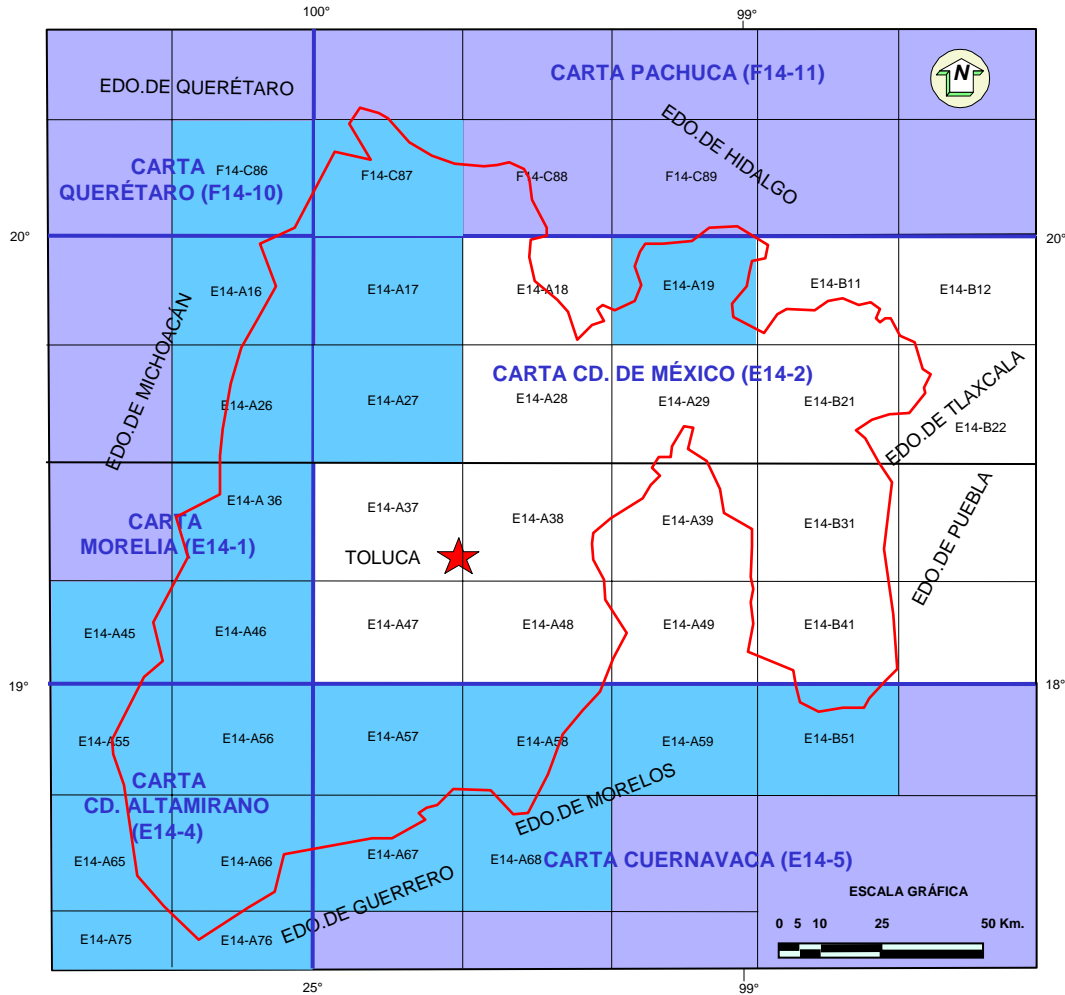 100°
99°
EDO.DE QUERÉTARO
CARTA PACHUCA (F14-11)
N
EDO.DE HIDALGO
CARTA
QUERÉTARO (F14-10)
F14-C86
F14-C87
F14-C88
F14-C89
20°
20°
E14-A16
E14-A17
E14-A18
E14-A19
E14-B11
E14-B12
EDO.DE MICHOACÁN
CARTA CD. DE MÉXICO (E14-2)
E14-A26
E14-A27
E14-A28
E14-A29
E14-B21
E14-B22
EDO.DE TLAXCALA
E14-A 36
E14-A37
E14-A38
E14-A39
E14-B31
EDO.DE PUEBLA
CARTA
MORELIA (E14-1)
TOLUCA
E14-A45
E14-A46
E14-A47
E14-A48
E14-A49
E14-B41
19°
18°
E14-A55
E14-A56
E14-A57
E14-A58
E14-A59
E14-B51
CARTA
CD. ALTAMIRANO
(E14-4)
EDO.DE MORELOS
E14-A65
E14-A66
E14-A67
E14-A68
CARTA CUERNAVACA (E14-5)
EDO.DE GUERRERO
E14-A75
E14-A76
ESCALA GRÁFICA
0 5 10 25 50 Km.
25°
99°